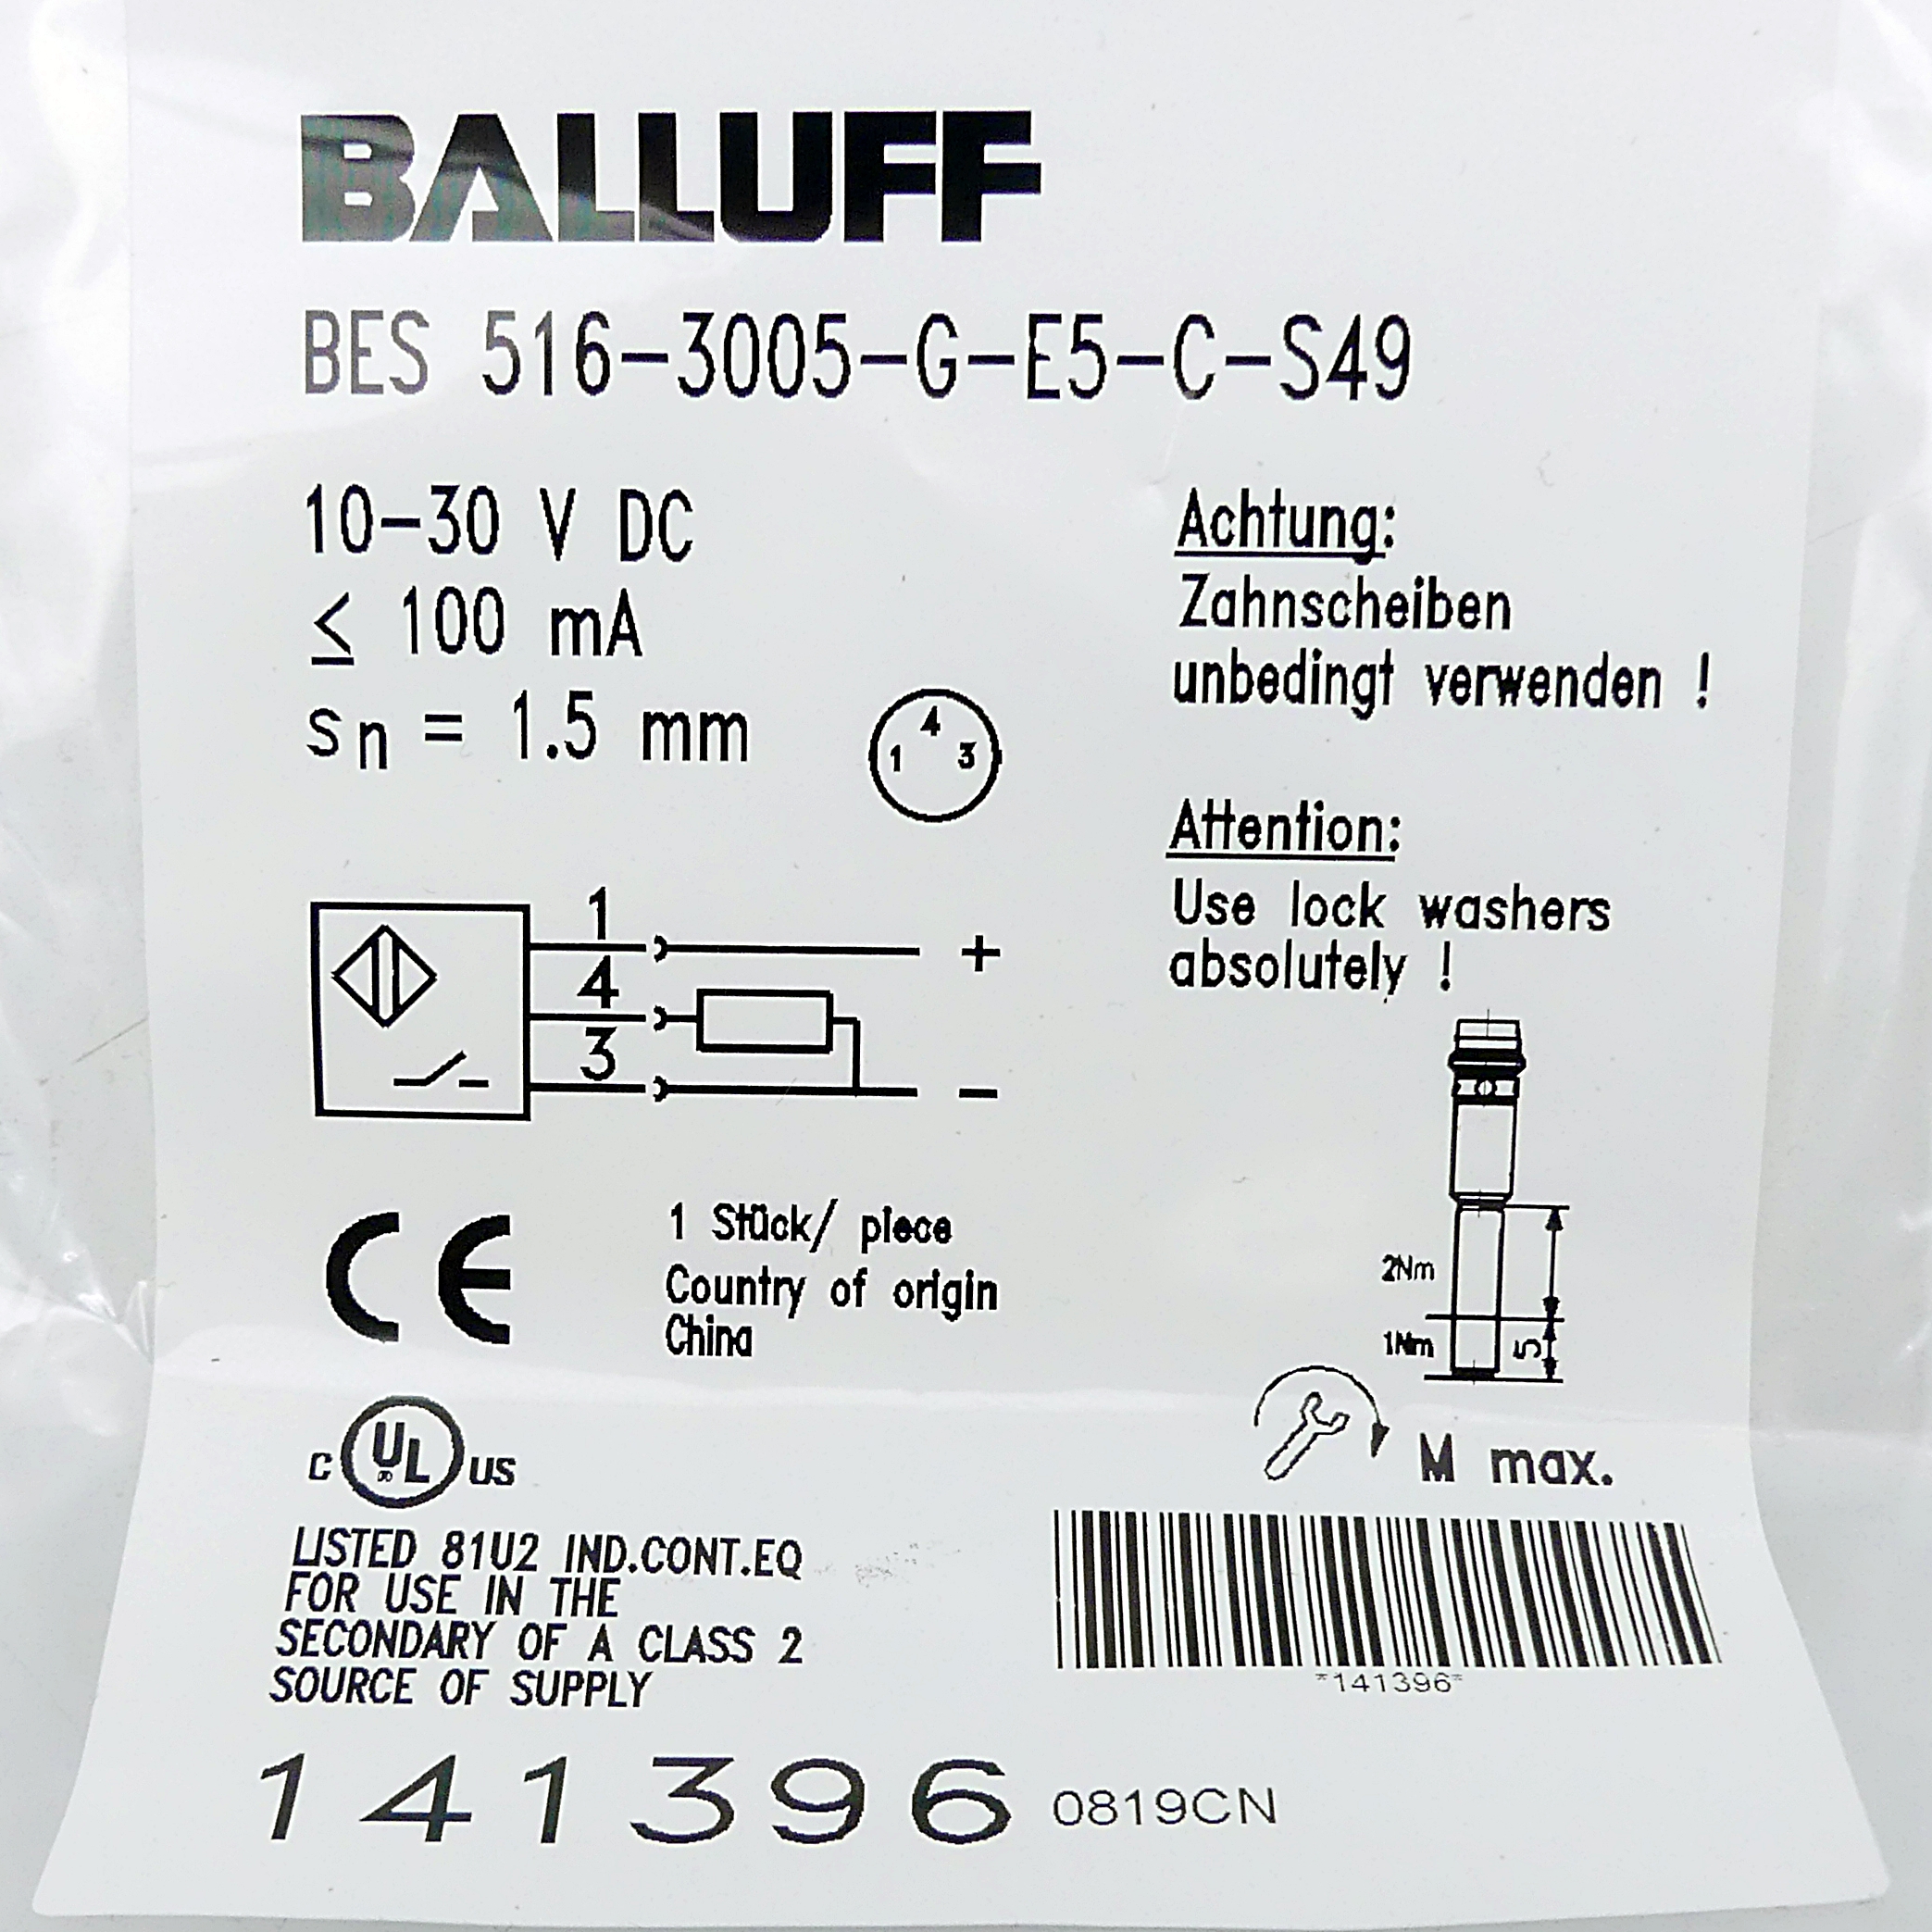 BALLUFF
BES 516-3005-G-E5-C-S49
10-30 V DC
≤ 100 mA
sn = 1.5 mm
4
1 3
Achtung:
Zahnscheiben
unbedingt verwenden !
Attention:
Use lock washers
absolutely !
1
+
4
3
−
2Nm
1Nm 5
M max.
CE
1 Stück/ piece
Country of origin
China
C UL US
LISTED 81U2 IND.CONT.EQ
FOR USE IN THE
SECONDARY OF A CLASS 2
SOURCE OF SUPPLY
*141396*
141396 0819CN